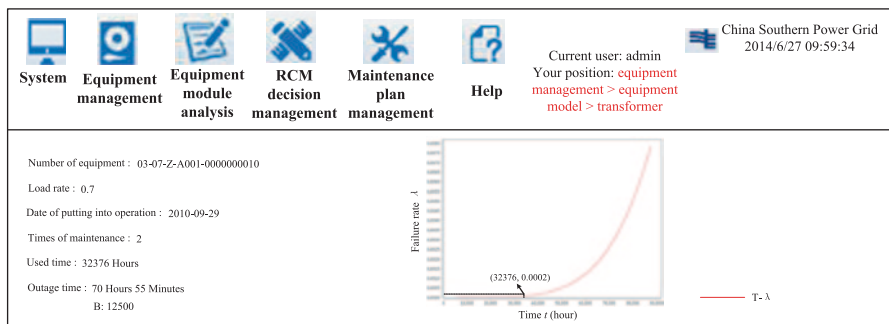 System
Equipment
management
Equipment
module
analysis
RCM
decision
management
Maintenance
plan
management
Help
Current user: admin
Your position: equipment
management > equipment
model > transformer
China Southern Power Grid
2014/6/27 09:59:34
Number of equipment : 03-07-Z-A001-0000000010
Load rate : 0.7
Date of putting into operation : 2010-09-29
Times of maintenance : 2
Used time : 32376 Hours
Outage time : 70 Hours 55 Minutes
B: 12500
Failure rate λ
(32376, 0.0002)
Time t (hour)
T- λ